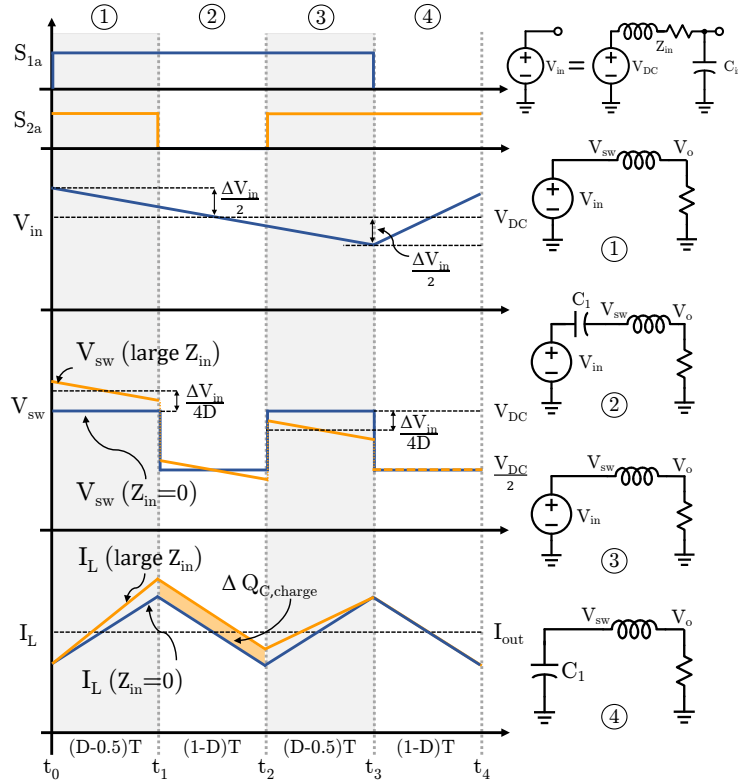 ① ② ③ ④
S1a
S2a
Vin
ΔVin
2
VDC
ΔVin
2
Vsw (large Zin)
Vsw
ΔVin
4D
ΔVin
4D
VDC
VDC
2
Vsw (Zin=0)
IL
(large Zin)
Δ QC,charge
IL
Iout
IL (Zin=0)
(D-0.5)T (1-D)T (D-0.5)T (1-D)T
t0 t1 t2 t3 t4
Vin = VDC Zin Ci
Vsw Vo
Vin
①
C1
Vsw Vo
Vin
②
Vsw Vo
Vin
③
Vsw Vo
C1
④